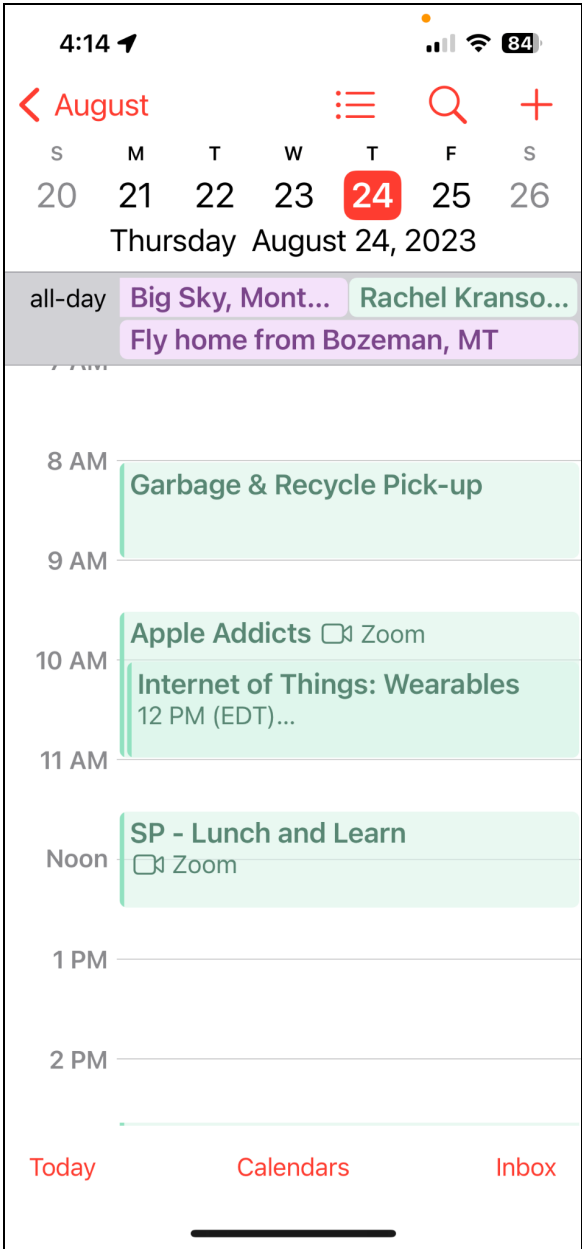 4:14
84
August
S M T W T F S
20 21 22 23 24 25 26
Thursday August 24, 2023
all-day
Big Sky, Mont... Rachel Kranso...
Fly home from Bozeman, MT
7 AM
8 AM
Garbage & Recycle Pick-up
9 AM
Apple Addicts Zoom
10 AM
Internet of Things: Wearables
12 PM (EDT)...
11 AM
SP - Lunch and Learn
Noon
Zoom
1 PM
2 PM
Today Calendars Inbox